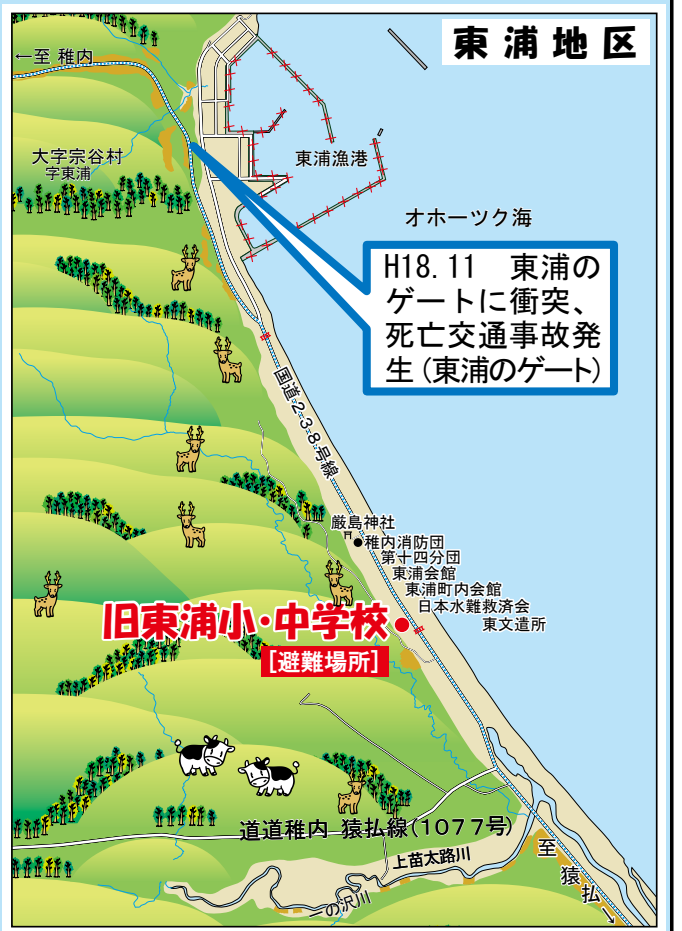 東浦地区
←至 稚内
大字宗谷村
字東浦
東浦漁港
オホーツク海
H18.11 東浦の
ゲートに衝突、
死亡交通事故発
生(東浦のゲート)
国道238号線
厳島神社
稚内消防団
第十四分団
東浦会館
東浦町内会館
日本水難救済会
東文遣所
旧東浦小・中学校
[避難場所]
道道稚内 猿払線(1077号)
上苗太路川
一の沢川
至 猿払→